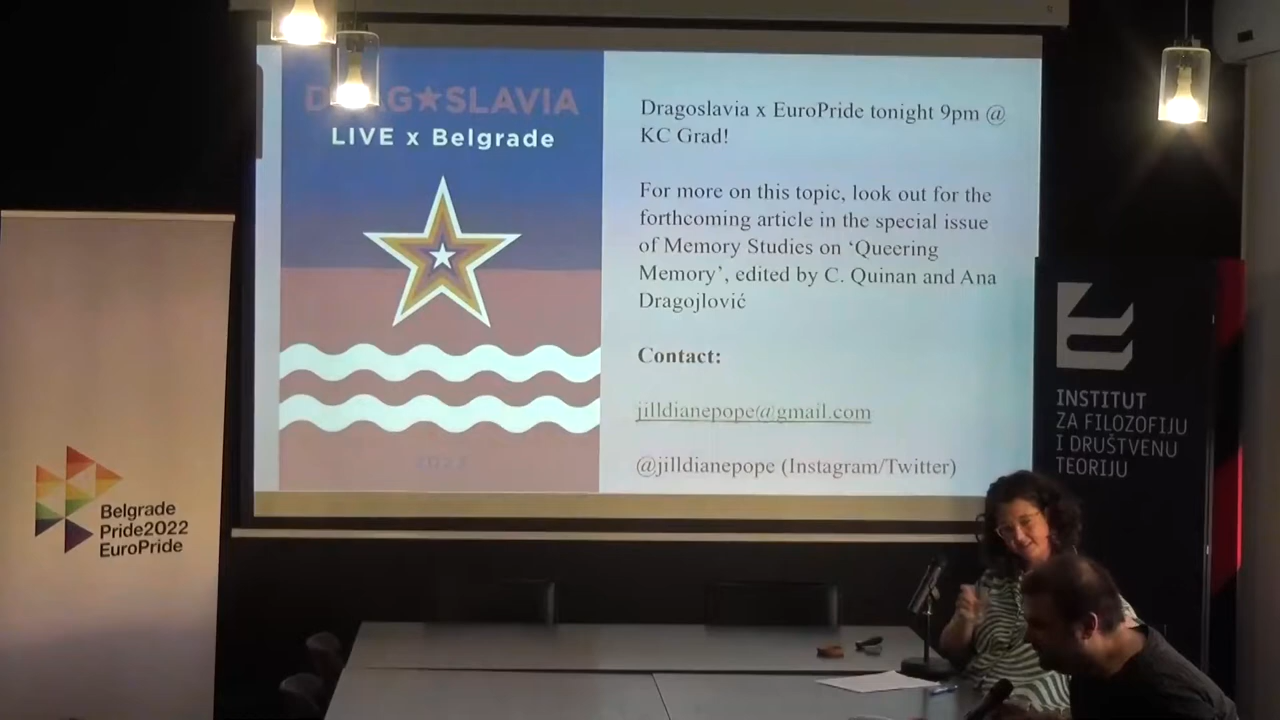 DRAG★SLAVIA
LIVE x Belgrade
2022
Dragoslavia x EuroPride tonight 9pm @
KC Grad!
For more on this topic, look out for the
forthcoming article in the special issue
of Memory Studies on ‘Queering
Memory’, edited by C. Quinan and Ana
Dragojlović
Contact:
jilldianepope@gmail.com
@jilldianepope (Instagram/Twitter)
Belgrade
Pride2022
EuroPride
INSTITUT
ZA FILOZOFIJU
I DRUŠTVENU
TEORIJU